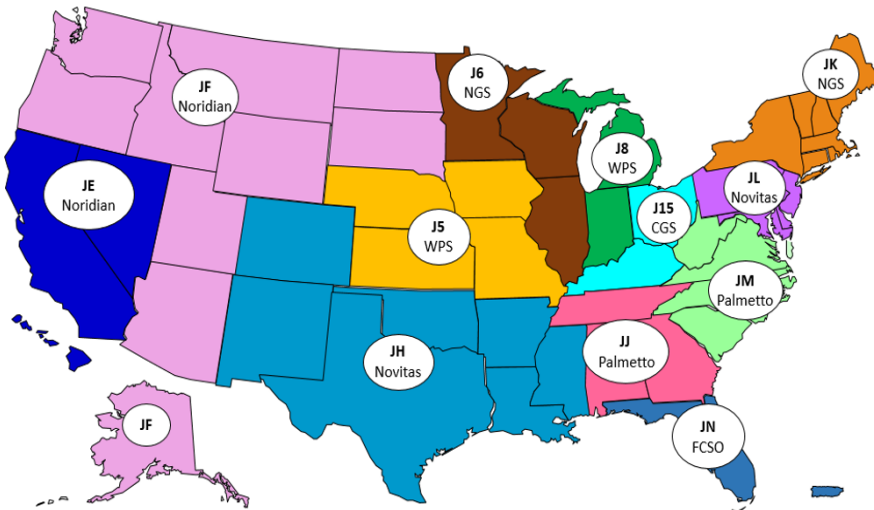 JF
Noridian
J6
NGS
JK
NGS
J8
WPS
JE
Noridian
JL
Novitas
J15
CGS
J5
WPS
JM
Palmetto
JH
Novitas
JJ
Palmetto
JF
JN
FCSO